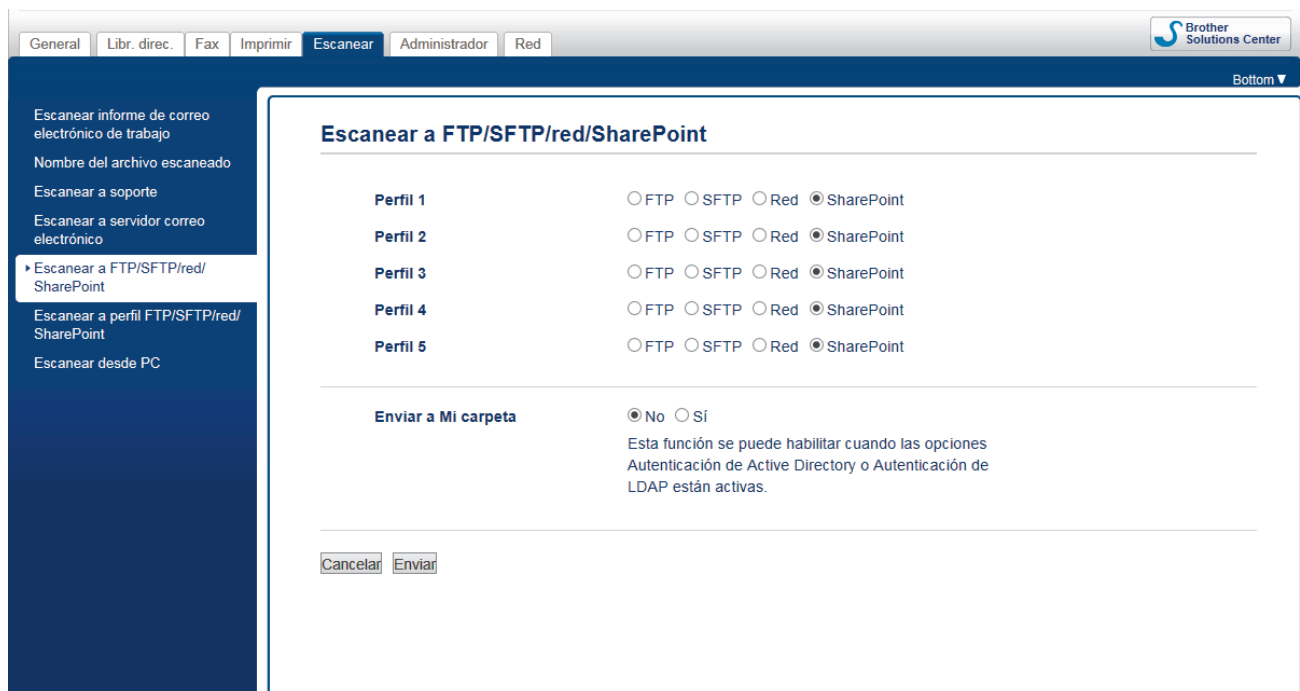 General Libr. direc. Fax Imprimir Escanear Administrador Red
Brother
Solutions Center
Bottom▼
Escanear informe de correo
electrónico de trabajo
Nombre del archivo escaneado
Escanear a soporte
Escanear a servidor correo
electrónico
Escanear a FTP/SFTP/red/
SharePoint
Escanear a perfil FTP/SFTP/red/
SharePoint
Escanear desde PC
Escanear a FTP/SFTP/red/SharePoint
Perfil 1 FTP SFTP Red SharePoint
Perfil 2 FTP SFTP Red SharePoint
Perfil 3 FTP SFTP Red SharePoint
Perfil 4 FTP SFTP Red SharePoint
Perfil 5 FTP SFTP Red SharePoint
Enviar a Mi carpeta No Sí
Esta función se puede habilitar cuando las opciones
Autenticación de Active Directory o Autenticación de
LDAP están activas.
Cancelar Enviar